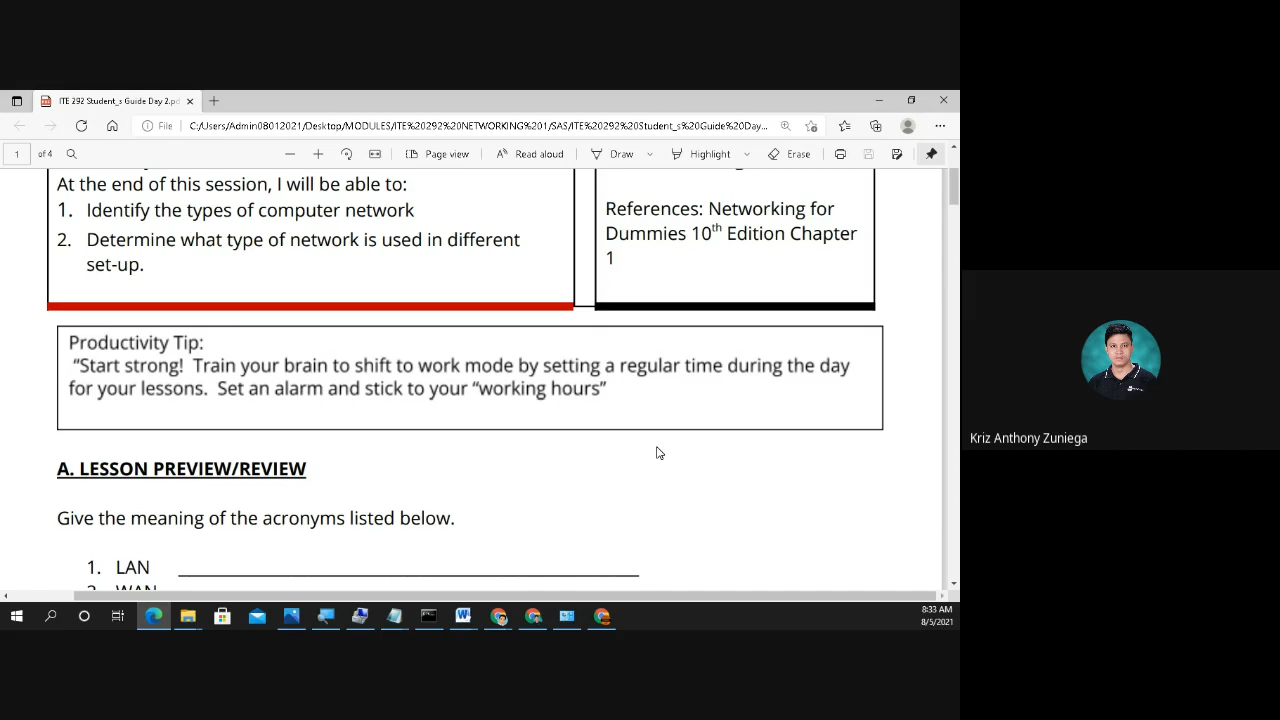 ITE 292 Student_s Guide Day 2.pd
File
C:/Users/Admin08012021/Desktop/MODULES/ITE%20292%20NETWORKING%201/SAS/ITE%20292%20Student_s%20Guide%20Day...
1 of 4
Page view
Read aloud
Draw
Highlight
Erase
At the end of this session, I will be able to:
1. Identify the types of computer network
2. Determine what type of network is used in different
set-up.
References: Networking for
Dummies 10th Edition Chapter
1
Productivity Tip:
“Start strong! Train your brain to shift to work mode by setting a regular time during the day
for your lessons. Set an alarm and stick to your “working hours”
A. LESSON PREVIEW/REVIEW
Give the meaning of the acronyms listed below.
1. LAN
2. WAN
8:33 AM
8/5/2021
Kriz Anthony Zuniega